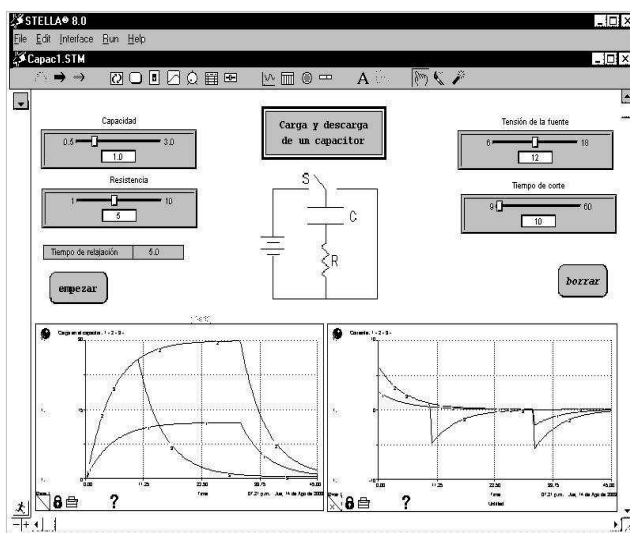 STELLA® 8.0
File Edit Interface Run Help
Capac1.STM
A
Capacidad
0.5 3.0
1.0
Resistencia
1 10
5
Tiempo de relajación 5.0
empezar
Carga y descarga
de un capacitor
S
C
R
Tensión de la fuente
6 18
12
Tiempo de corte
9 60
10
borrar
Carga en el capacitor: 1 - 2 - 3 -
0.00 11.25 22.50 33.75 45.00
Time
?
Corriente: 1 - 2 - 3 -
10
0
-10
0.00 11.25 22.50 33.75 45.00
Time
Untitled
?